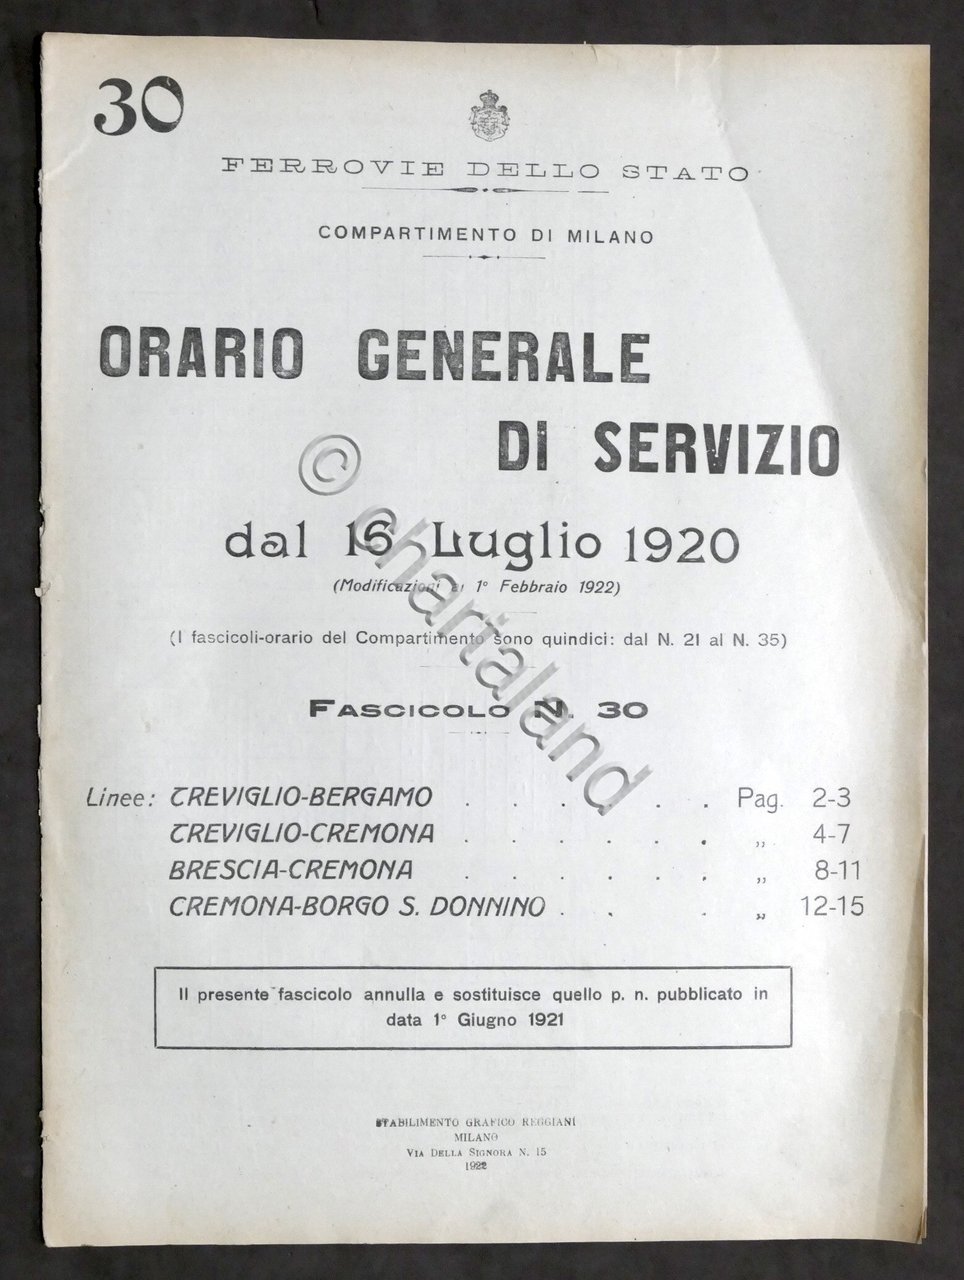 30
FERROVIE DELLO STATO
COMPARTIMENTO DI MILANO
ORARIO GENERALE
DI SERVIZIO
dal 16 Luglio 1920
(Modificazioni al 1° Febbraio 1922)
(I fascicoli-orario del Compartimento sono quindici: dal N. 21 al N. 35)
FASCICOLO N. 30
Linee: TREVIGLIO-BERGAMO . . . . . . Pag. 2-3
TREVIGLIO-CREMONA . . . . . . „ 4-7
BRESCIA-CREMONA . . . . . . „ 8-11
CREMONA-BORGO S. DONNINO . . . „ 12-15
Il presente fascicolo annulla e sostituisce quello p. n. pubblicato in
data 1° Giugno 1921
STABILIMENTO GRAFICO REGGIANI
MILANO
VIA DELLA SIGNORA N. 15
1922
© chartaland